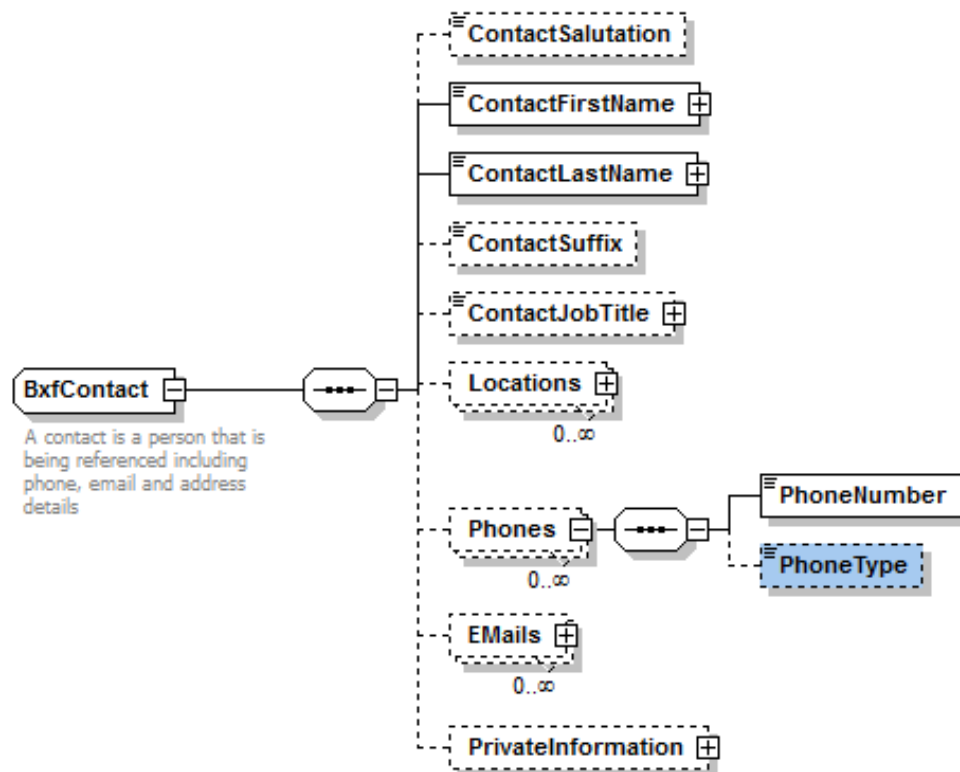 ContactSalutation
ContactFirstName
ContactLastName
ContactSuffix
ContactJobTitle
BxfContact
A contact is a person that is
being referenced including
phone, email and address
details
Locations
0..∞
Phones
0..∞
PhoneNumber
PhoneType
EMails
0..∞
PrivateInformation